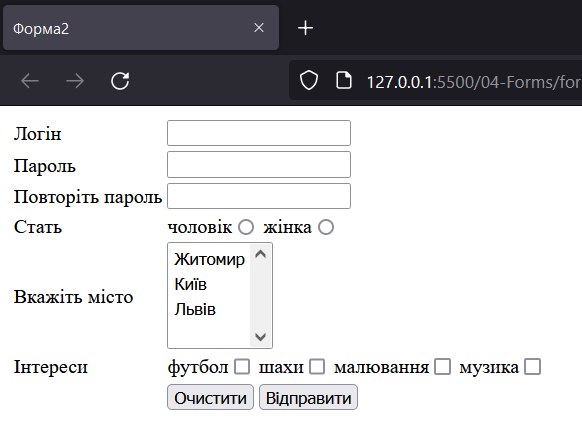 Форма2
127.0.0.1:5500/04-Forms/for
Логін
Пароль
Повторіть пароль
Стать чоловік жінка
Житомир
Київ
Вкажіть місто
Львів
Інтереси футбол шахи малювання музика
Очистити Відправити